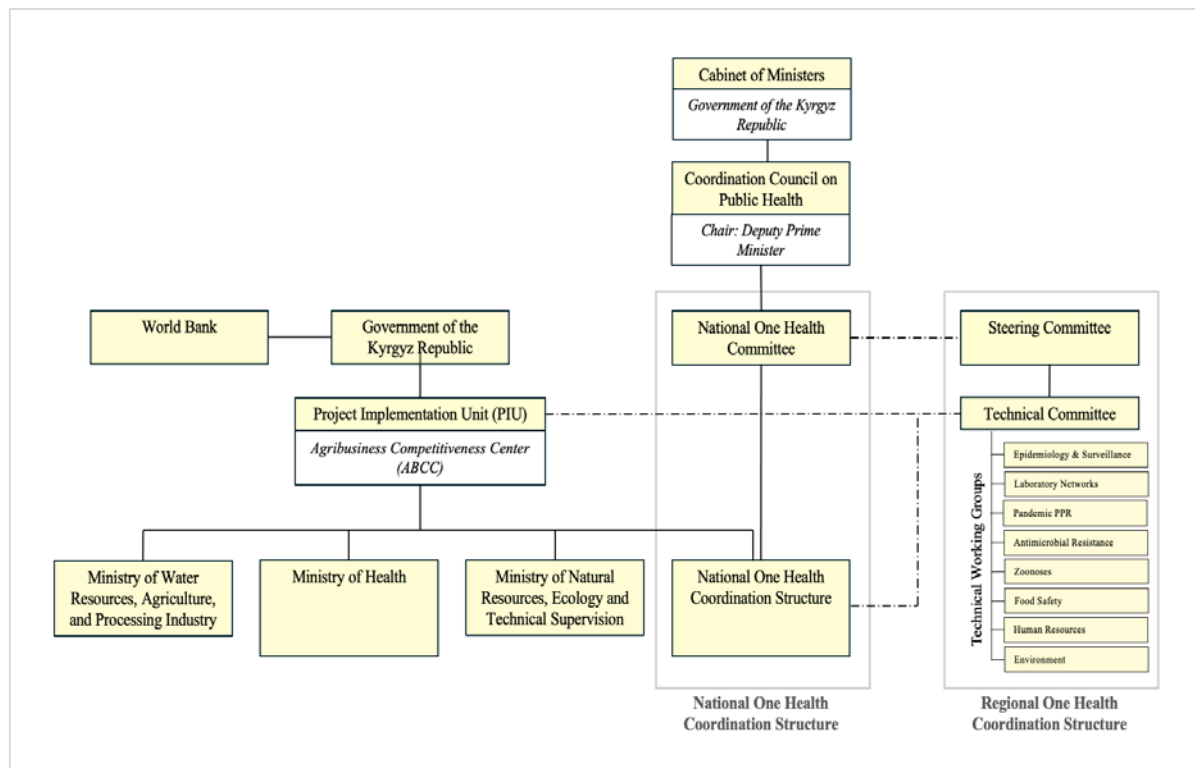 Cabinet of Ministers
Government of the Kyrgyz
Republic
Coordination Council on
Public Health
Chair: Deputy Prime
Minister
World Bank
Government of the
Kyrgyz Republic
National One Health
Committee
Steering Committee
Project Implementation Unit (PIU)
Agribusiness Competitiveness Center
(ABCC)
Technical Committee
Technical Working Groups
Epidemiology & Surveillance
Laboratory Networks
Pandemic PPR
Antimicrobial Resistance
Zoonoses
Food Safety
Human Resources
Environment
Ministry of Water
Resources, Agriculture,
and Processing Industry
Ministry of Health
Ministry of Natural
Resources, Ecology and
Technical Supervision
National One Health
Coordination Structure
National One Health
Coordination Structure
Regional One Health
Coordination Structure